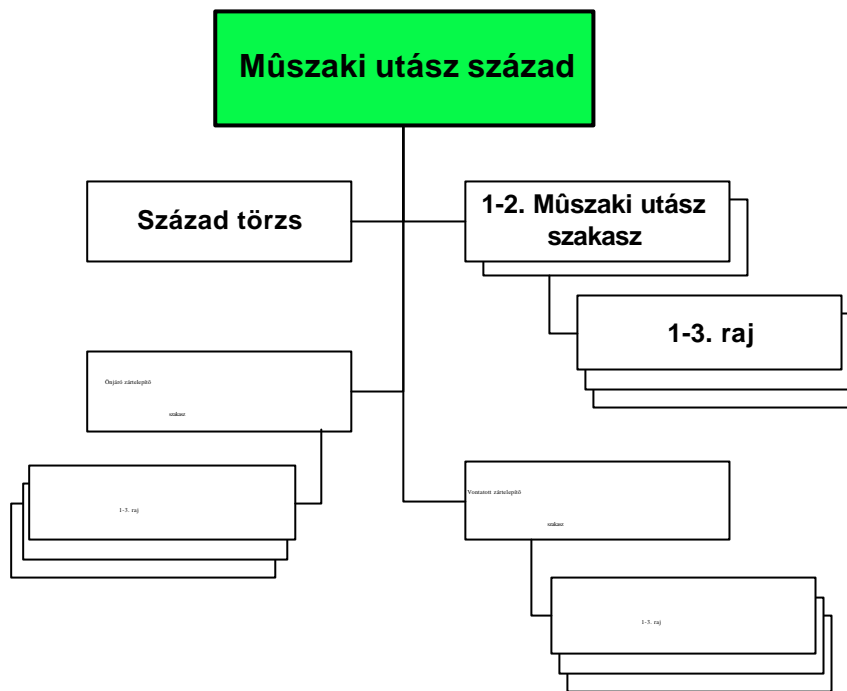 Mûszaki utász század
Század törzs
1-2. Mûszaki utász
szakasz
1-3. raj
Önjáró zártelepítő
szakasz
1-3. raj
Vontatott zártelepítő
szakasz
1-3. raj